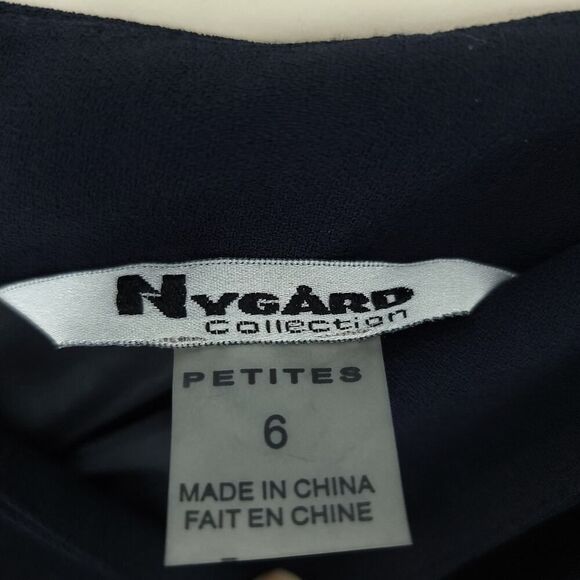 NYGÅRD
Collection
PETITES
6
MADE IN CHINA
FAIT EN CHINE